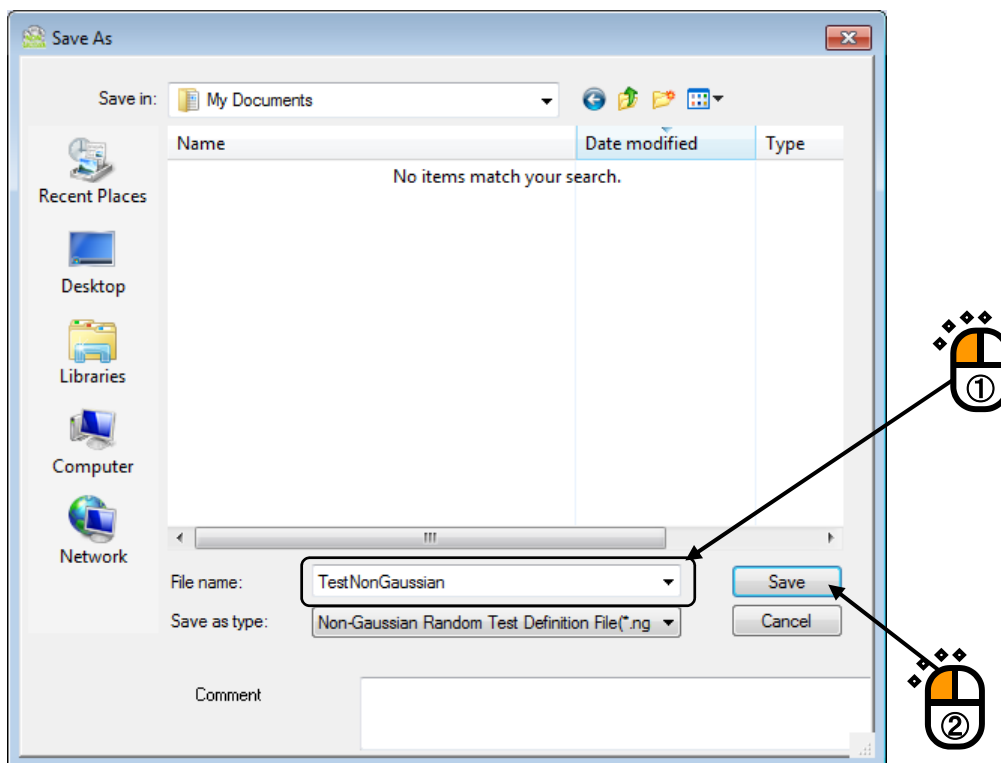 Save As
Save in:
My Documents
Name Date modified Type
No items match your search.
Recent Places
Desktop
Libraries
Computer
Network
File name: TestNonGaussian Save
Save as type: Non-Gaussian Random Test Definition File(*.ng Cancel
Comment
①
②